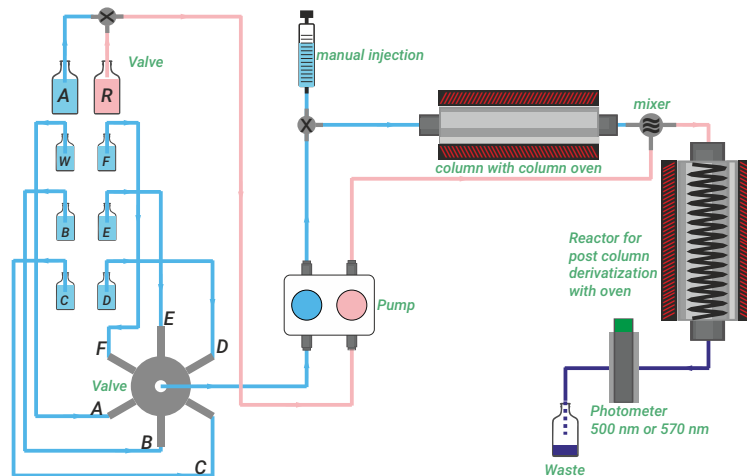 manual injection
Valve
A
R
mixer
W
F
column with column oven
B
E
Reactor for
post column
derivatization
with oven
C
D
Pump
E
F
D
Valve
A
B
C
Photometer
500 nm or 570 nm
Waste